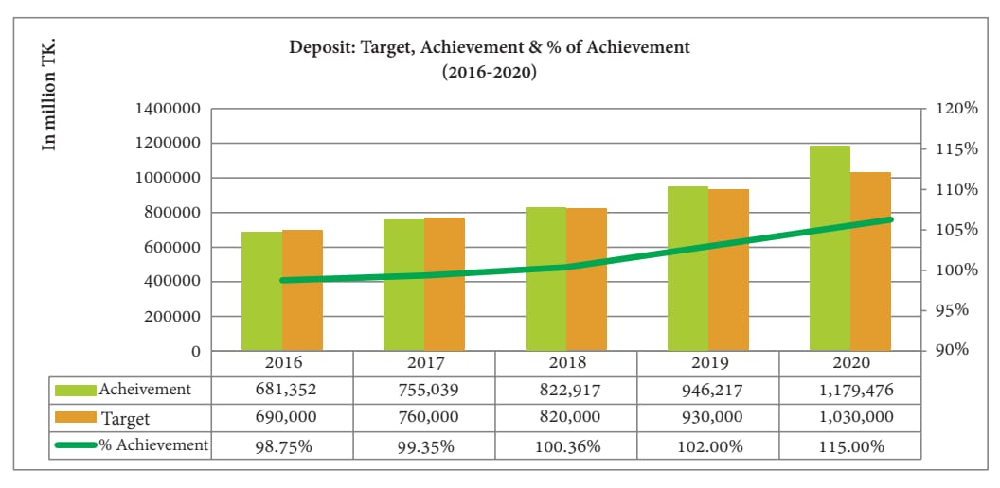 In million TK.
Deposit: Target, Achievement & % of Achievement
(2016-2020)
1400000
1200000
1000000
800000
600000
400000
200000
0
120%
115%
110%
105%
100%
95%
90%
2016 2017 2018 2019 2020
Acheivement 681,352 755,039 822,917 946,217 1,179,476
Target 690,000 760,000 820,000 930,000 1,030,000
% Achievement 98.75% 99.35% 100.36% 102.00% 115.00%